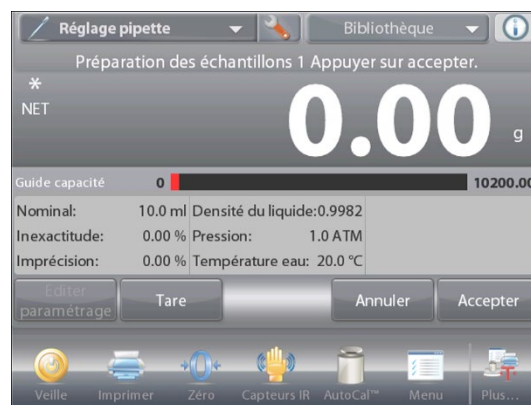 Réglage pipette Bibliothèque
Préparation des échantillons 1 Appuyer sur accepter.
*
NET
0.00 g
Guide capacité 0 10200.00
Nominal: 10.0 ml Densité du liquide:0.9982
Inexactitude: 0.00 % Pression: 1.0 ATM
Imprécision: 0.00 % Température eau: 20.0 °C
Editer
paramétrage Tare Annuler Accepter
Veille Imprimer Zéro Capteurs IR AutoCal™ Menu Plus...